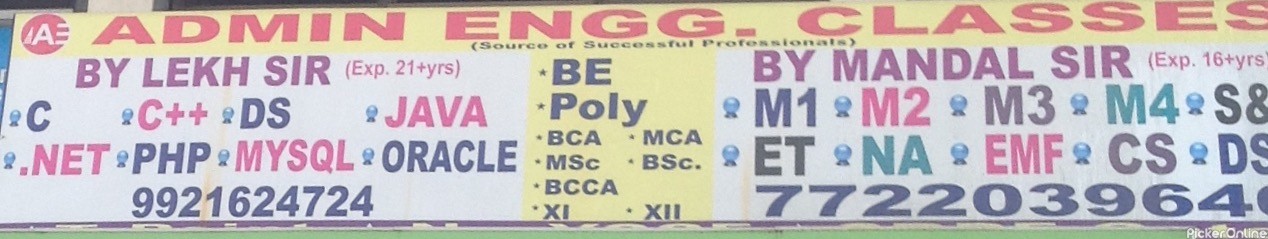 AE ADMIN ENGG. CLASSES
(Source of Successful Professionals)
BY LEKH SIR (Exp. 21+yrs)
C C++ DS JAVA
.NET PHP MYSQL ORACLE
9921624724
BE
Poly
BCA MCA
MSc BSc.
BCCA
XI XII
BY MANDAL SIR (Exp. 16+yrs)
M1 M2 M3 M4 S&
ET NA EMF CS DS
772203964
PickerOnline